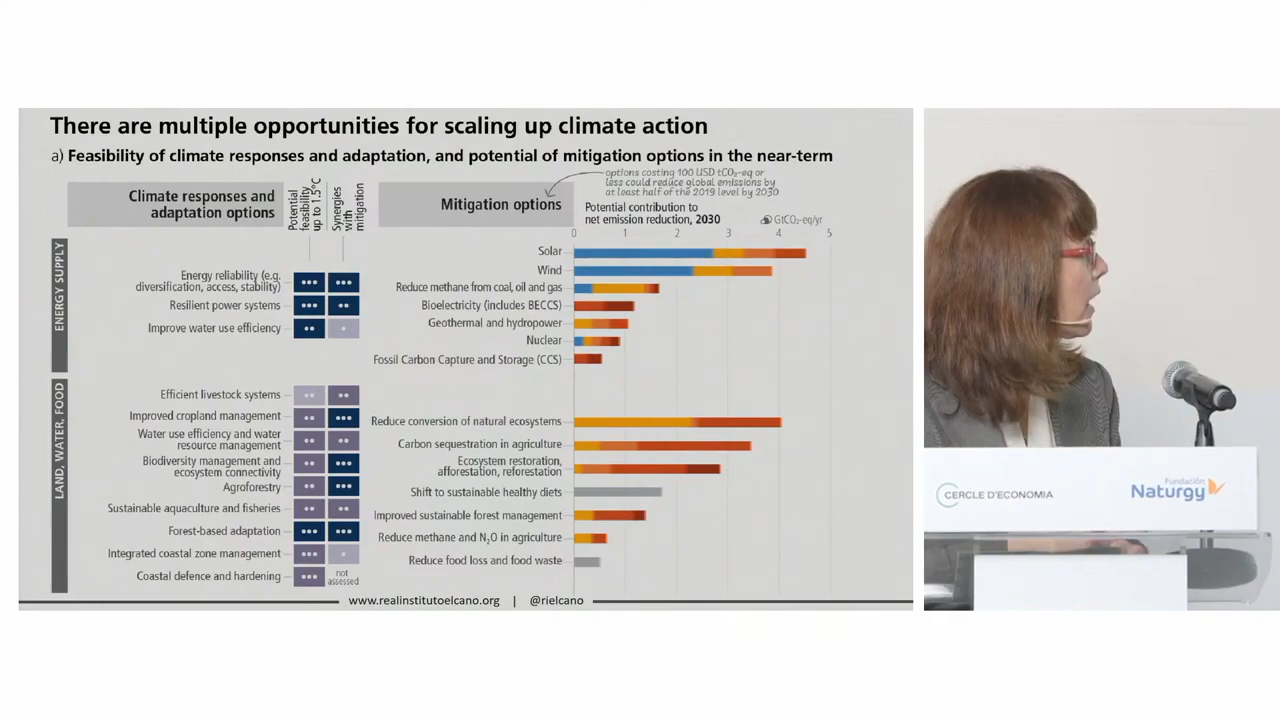 There are multiple opportunities for scaling up climate action
a) Feasibility of climate responses and adaptation, and potential of mitigation options in the near-term
options costing 100 USD tCO₂-eq or
less could reduce global emissions by
at least half of the 2019 level by 2030
Climate responses and
adaptation options
Potential
feasibility
up to 1.5°C
Synergies
with
mitigation
Mitigation options
Potential contribution to
net emission reduction, 2030
GtCO₂-eq/yr
0 1 2 3 4 5
ENERGY SUPPLY
Energy reliability (e.g.
diversification, access, stability)
Resilient power systems
Improve water use efficiency
Solar
Wind
Reduce methane from coal, oil and gas
Bioelectricity (includes BECCS)
Geothermal and hydropower
Nuclear
Fossil Carbon Capture and Storage (CCS)
LAND, WATER, FOOD
Efficient livestock systems
Improved cropland management
Water use efficiency and water
resource management
Biodiversity management and
ecosystem connectivity
Agroforestry
Sustainable aquaculture and fisheries
Forest-based adaptation
Integrated coastal zone management
Coastal defence and hardening
not
assessed
Reduce conversion of natural ecosystems
Carbon sequestration in agriculture
Ecosystem restoration,
afforestation, reforestation
Shift to sustainable healthy diets
Improved sustainable forest management
Reduce methane and N₂O in agriculture
Reduce food loss and food waste
www.realinstitutoelcano.org | @rielcano
CERCLE D'ECONOMIA
Fundación
Naturgy